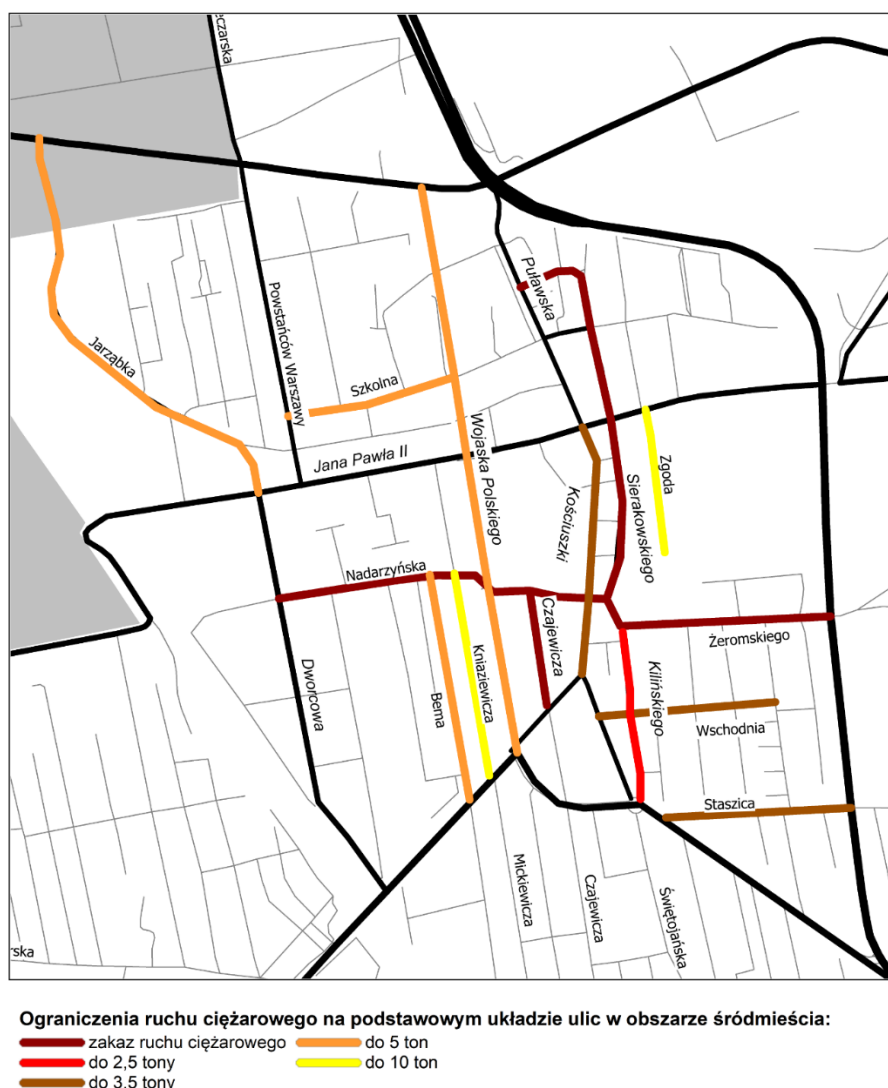 eczarska
Puławska
Powstańców Warszawy
Jarząbka
Szkolna
Wojaska Polskiego
Jana Pawła II
Zgoda
Kościuszki
Sierakowskiego
Nadarzyńska
Czajewicza
Żeromskiego
Kniaziewicza
Kilińskiego
Dworcowa
Bema
Wschodnia
Staszica
Mickiewicza
Czajewicza
Świętojańska
rska
Ograniczenia ruchu ciężarowego na podstawowym układzie ulic w obszarze śródmieścia:
zakaz ruchu ciężarowego do 5 ton
do 2,5 tony do 10 ton
do 3,5 tony